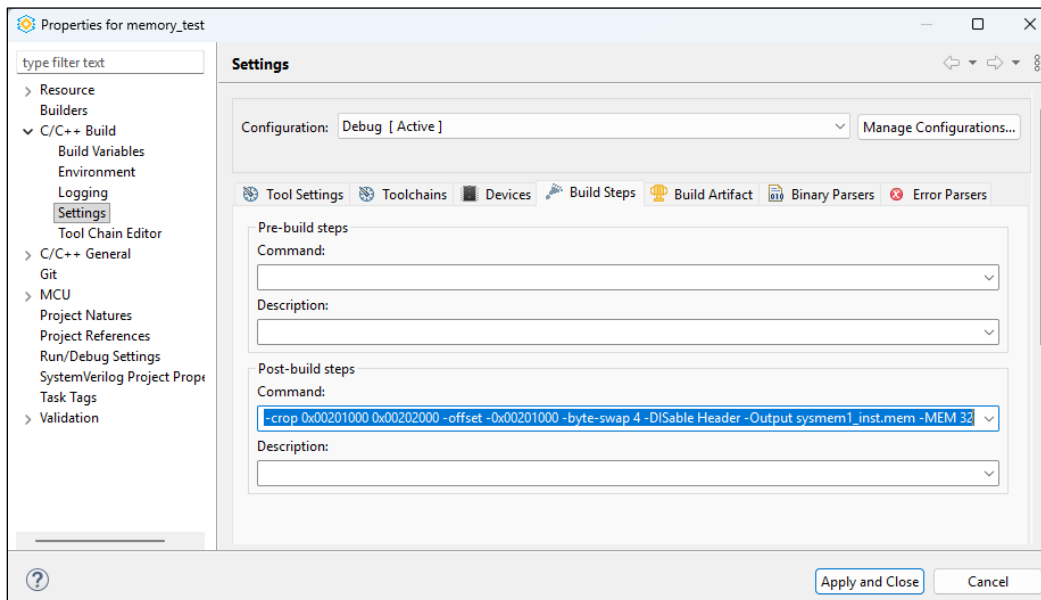 Properties for memory_test
type filter text
Resource
Builders
C/C++ Build
Build Variables
Environment
Logging
Settings
Tool Chain Editor
C/C++ General
Git
MCU
Project Natures
Project References
Run/Debug Settings
SystemVerilog Project Prope
Task Tags
Validation
Settings
Configuration: Debug [ Active ] Manage Configurations...
Tool Settings Toolchains Devices Build Steps Build Artifact Binary Parsers Error Parsers
Pre-build steps
Command:
Description:
Post-build steps
Command:
-crop 0x00201000 0x00202000 -offset -0x00201000 -byte-swap 4 -DISable Header -Output sysmem1_inst.mem -MEM 32
Description:
Apply and Close Cancel